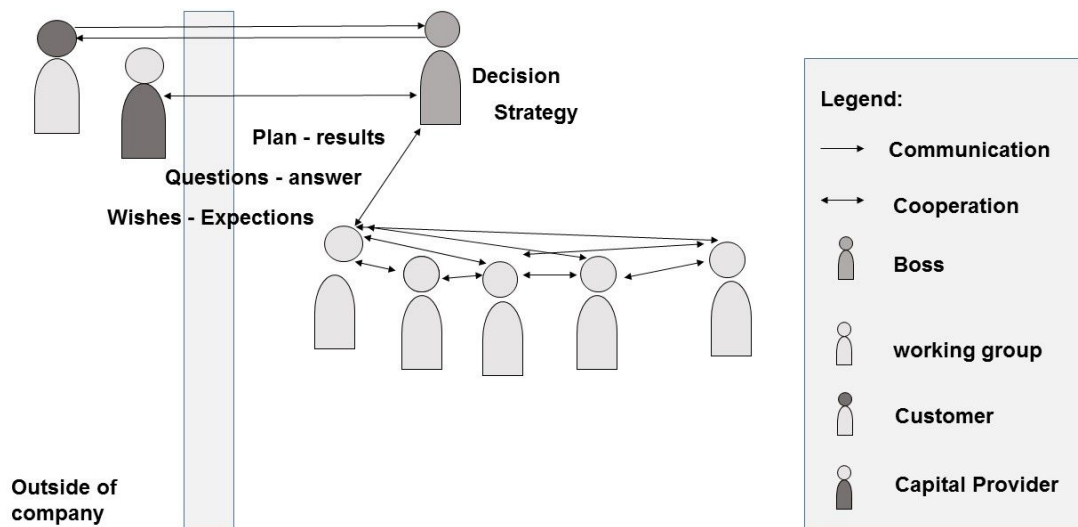 Decision
Strategy
Plan - results
Questions - answer
Wishes - Expections
Outside of
company
Legend:
Communication
Cooperation
Boss
working group
Customer
Capital Provider